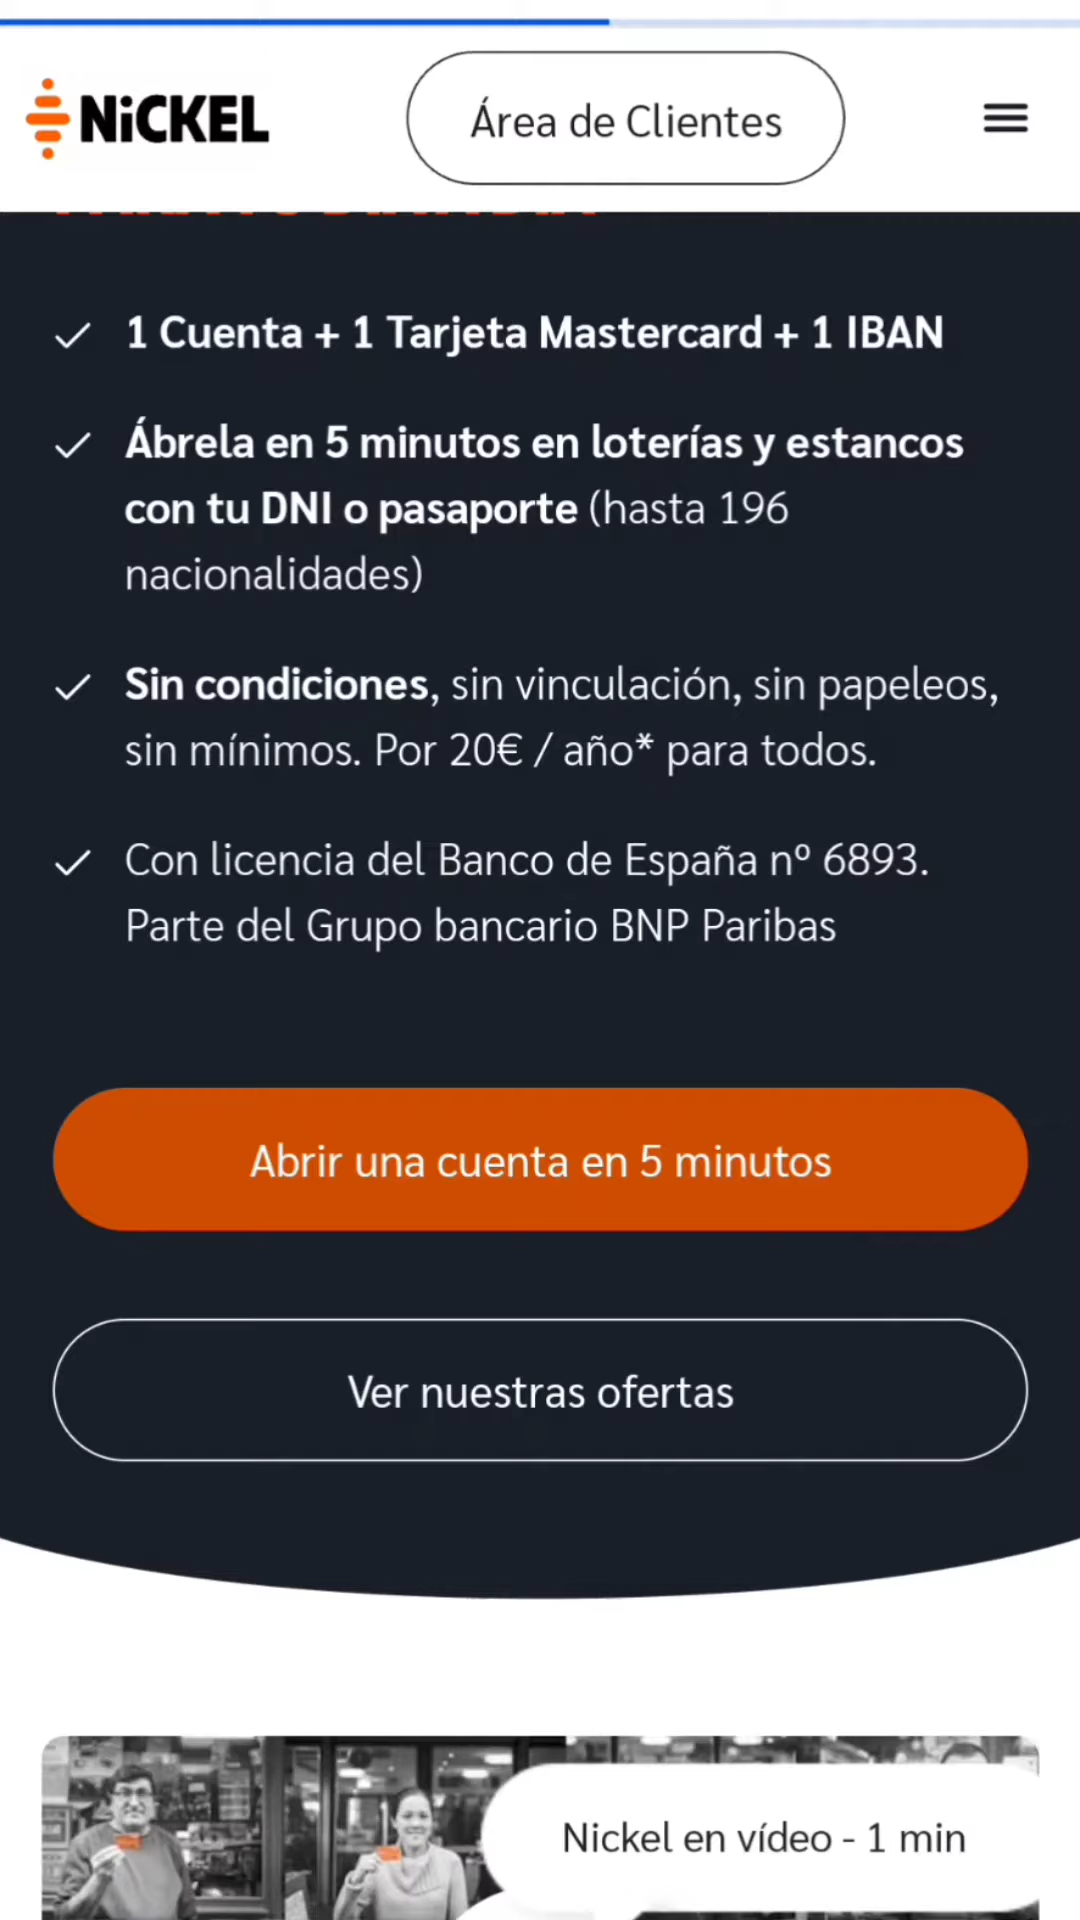 NiCKEL
Área de Clientes
1 Cuenta + 1 Tarjeta Mastercard + 1 IBAN
Ábrela en 5 minutos en loterías y estancos
con tu DNI o pasaporte (hasta 196
nacionalidades)
Sin condiciones, sin vinculación, sin papeleos,
sin mínimos. Por 20€ / año* para todos.
Con licencia del Banco de España nº 6893.
Parte del Grupo bancario BNP Paribas
Abrir una cuenta en 5 minutos
Ver nuestras ofertas
Nickel en vídeo - 1 min